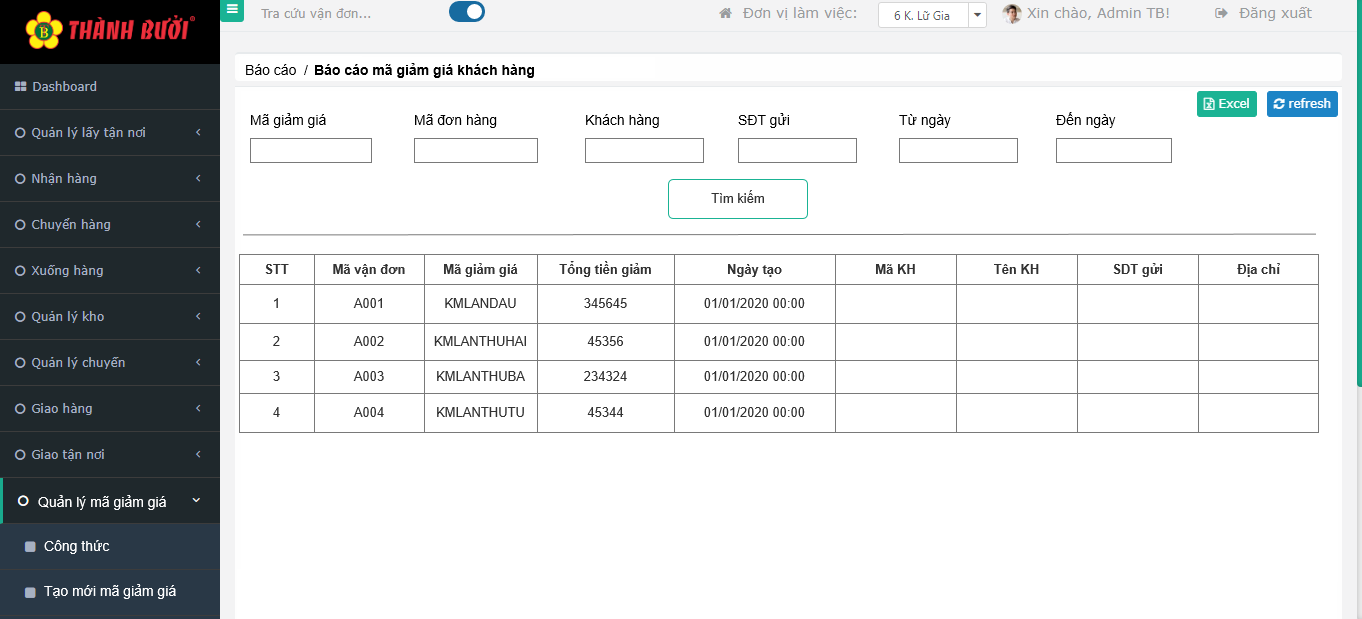 THÀNH BƯỞI®
Tra cứu vận đơn...
Đơn vị làm việc:
6 K. Lữ Gia
Xin chào, Admin TB!
Đăng xuất
Dashboard
Quản lý lấy tận nơi
Nhận hàng
Chuyển hàng
Xuống hàng
Quản lý kho
Quản lý chuyến
Giao hàng
Giao tận nơi
Quản lý mã giảm giá
Công thức
Tạo mới mã giảm giá
Báo cáo / Báo cáo mã giảm giá khách hàng
Excel refresh
Mã giảm giá Mã đơn hàng Khách hàng SĐT gửi Từ ngày Đến ngày
Tìm kiếm
STT Mã vận đơn Mã giảm giá Tổng tiền giảm Ngày tạo Mã KH Tên KH SDT gửi Địa chỉ
1 A001 KMLANDAU 345645 01/01/2020 00:00
2 A002 KMLANTHUHAI 45356 01/01/2020 00:00
3 A003 KMLANTHUBA 234324 01/01/2020 00:00
4 A004 KMLANTHUTU 45344 01/01/2020 00:00